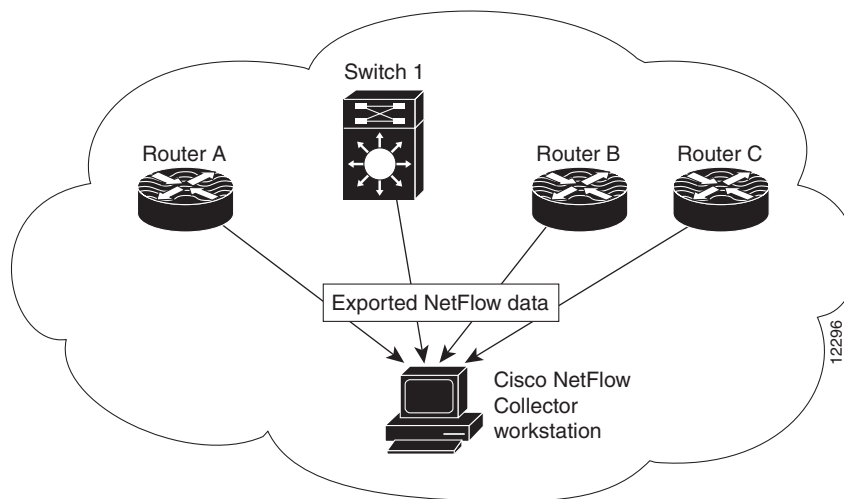 Switch 1
Router A
Router B
Router C
Exported NetFlow data
Cisco NetFlow
Collector
workstation
12296